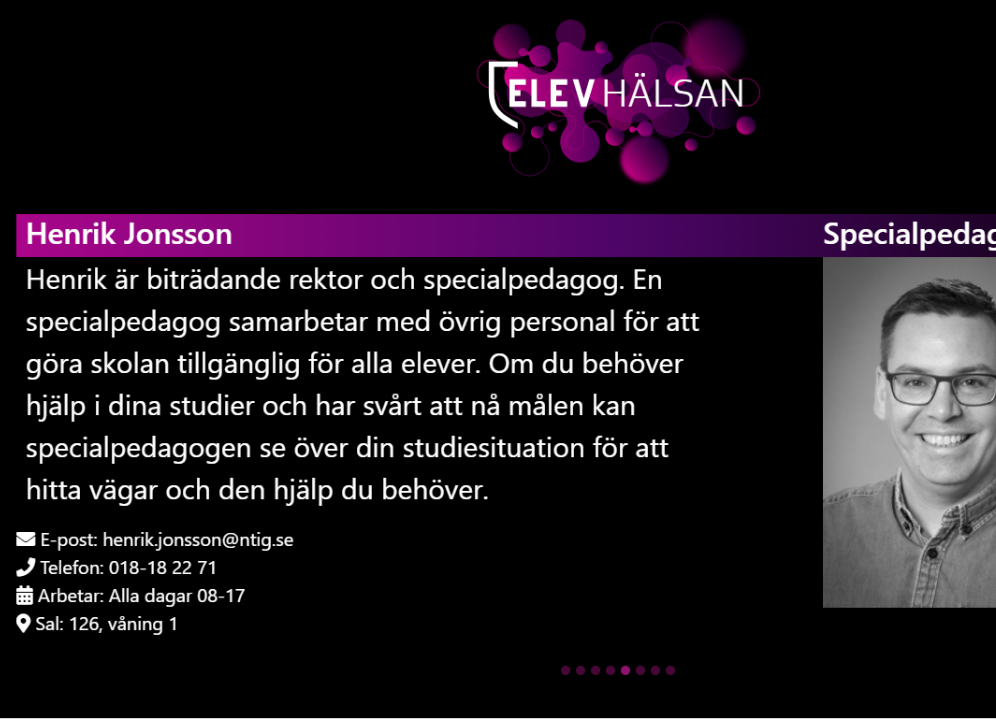 ELEVHÄLSAN
Henrik Jonsson
Henrik är biträdande rektor och specialpedagog. En
specialpedagog samarbetar med övrig personal för att
göra skolan tillgänglig för alla elever. Om du behöver
hjälp i dina studier och har svårt att nå målen kan
specialpedagogen se över din studiesituation för att
hitta vägar och den hjälp du behöver.
E-post: henrik.jonsson@ntig.se
Telefon: 018-18 22 71
Arbetar: Alla dagar 08-17
Sal: 126, våning 1